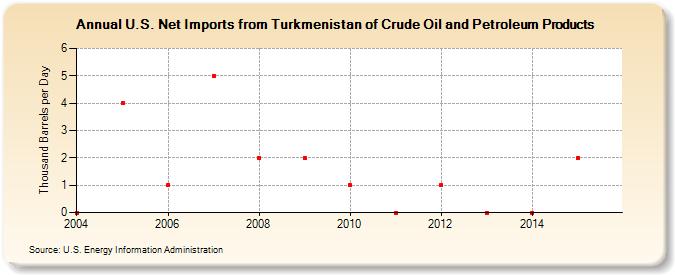 Annual U.S. Net Imports from Turkmenistan of Crude Oil and Petroleum Products
Thousand Barrels per Day
6
5
4
3
2
1
0
2004 2006 2008 2010 2012 2014
Source: U.S. Energy Information Administration